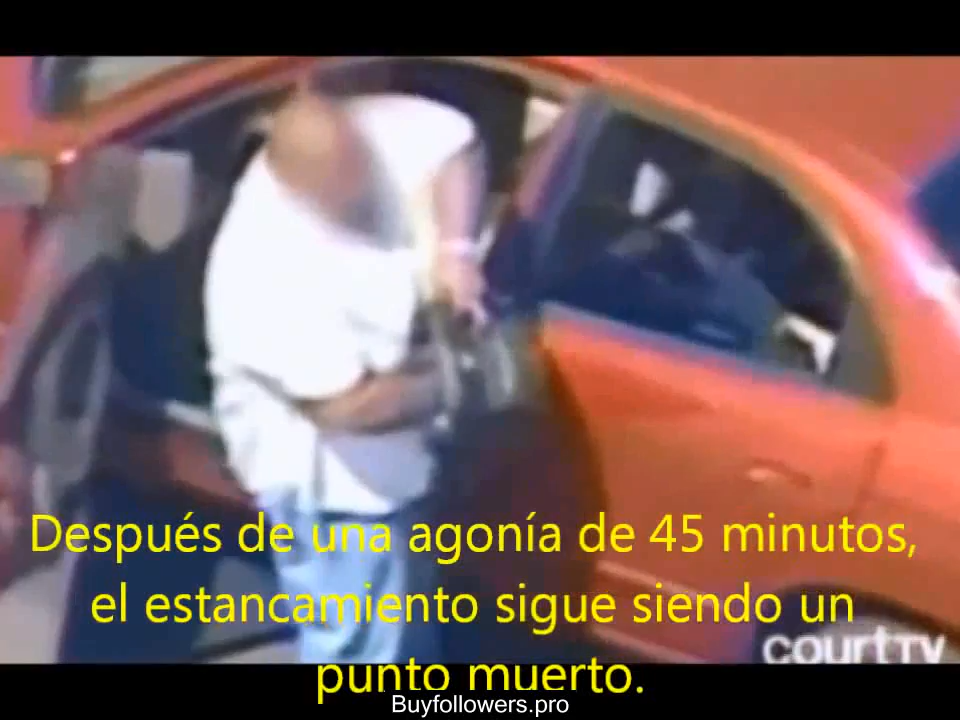 Después de una agonía de 45 minutos,
el estancamiento sigue siendo un
courtTV
punto muerto.
Buyfollowers.pro